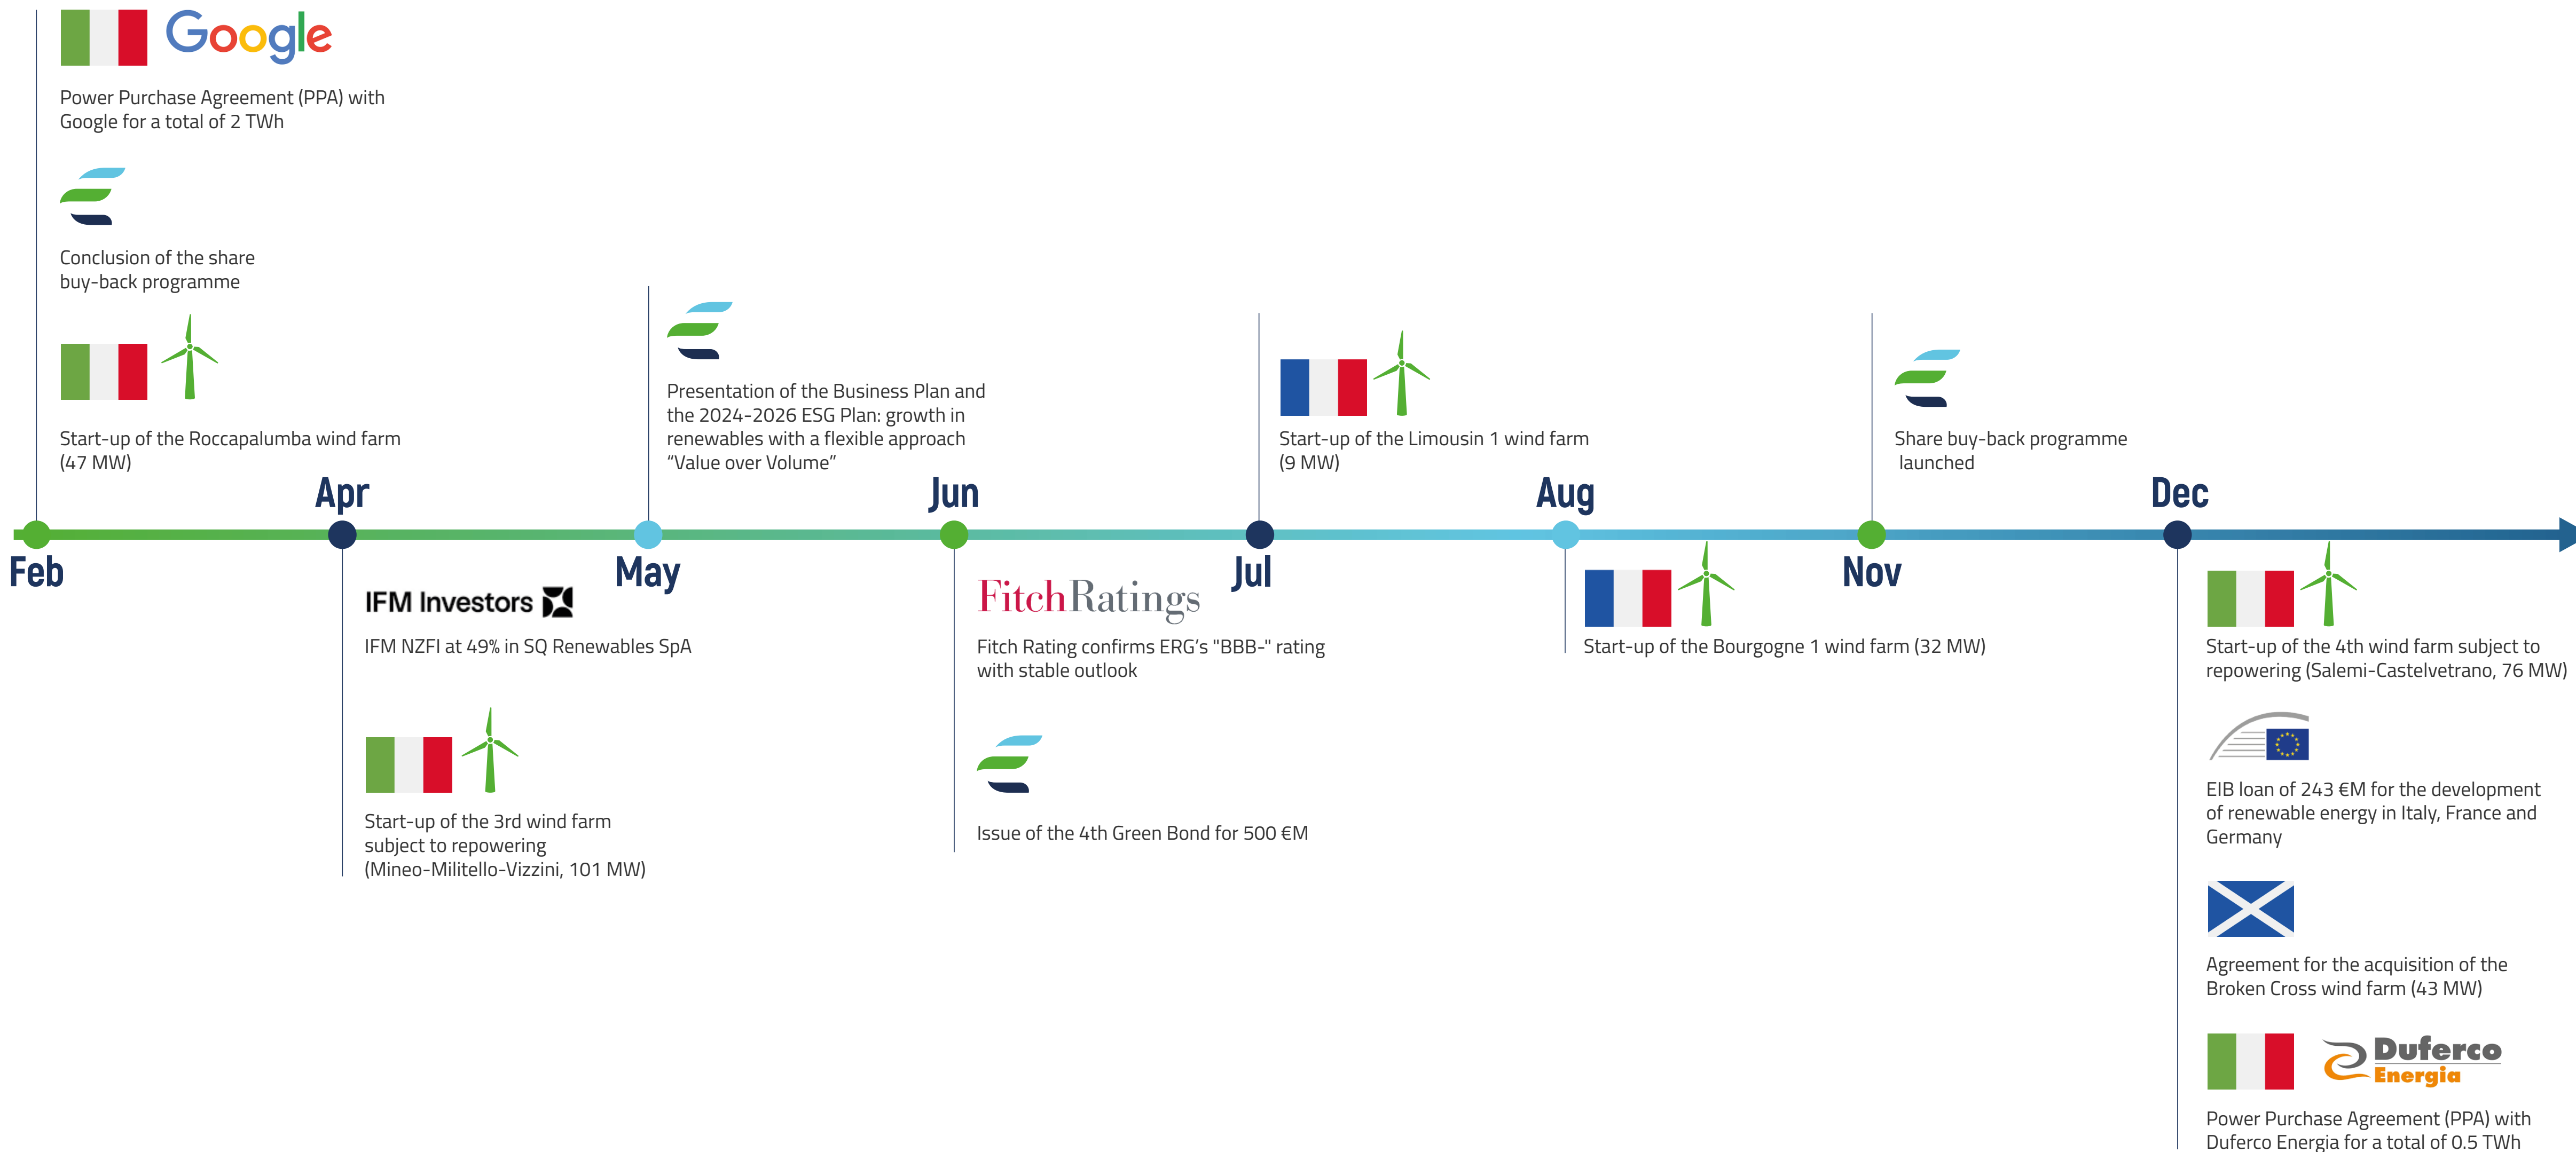 Google
Power Purchase Agreement (PPA) with
Google for a total of 2 TWh
Conclusion of the share
buy-back programme
Start-up of the Roccapalumba wind farm
(47 MW)
Feb
Apr
IFM Investors
IFM NZFI at 49% in SQ Renewables SpA
Start-up of the 3rd wind farm
subject to repowering
(Mineo-Militello-Vizzini, 101 MW)
Presentation of the Business Plan and
the 2024-2026 ESG Plan: growth in
renewables with a flexible approach
“Value over Volume”
May
Jun
FitchRatings
Fitch Rating confirms ERG’s "BBB-" rating
with stable outlook
Issue of the 4th Green Bond for 500 €M
Start-up of the Limousin 1 wind farm
(9 MW)
Jul
Aug
Start-up of the Bourgogne 1 wind farm (32 MW)
Share buy-back programme
launched
Nov
Dec
Start-up of the 4th wind farm subject to
repowering (Salemi-Castelvetrano, 76 MW)
EIB loan of 243 €M for the development
of renewable energy in Italy, France and
Germany
Agreement for the acquisition of the
Broken Cross wind farm (43 MW)
Duferco
Energia
Power Purchase Agreement (PPA) with
Duferco Energia for a total of 0.5 TWh